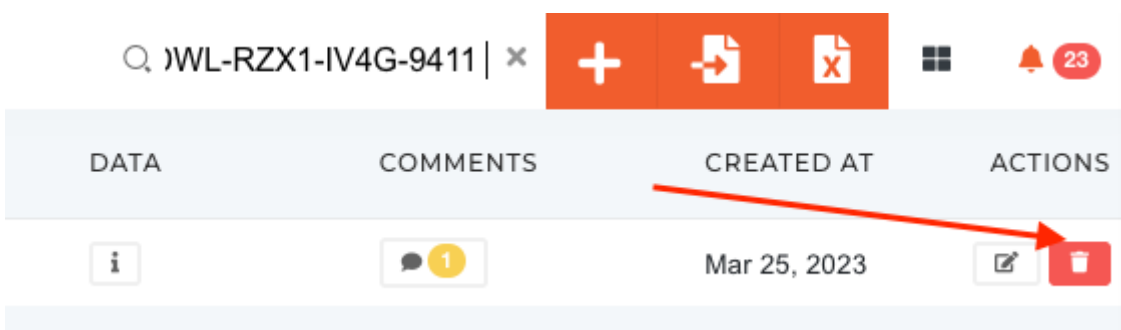 WL-RZX1-IV4G-9411 23
DATA COMMENTS CREATED AT ACTIONS
i 1 Mar 25, 2023